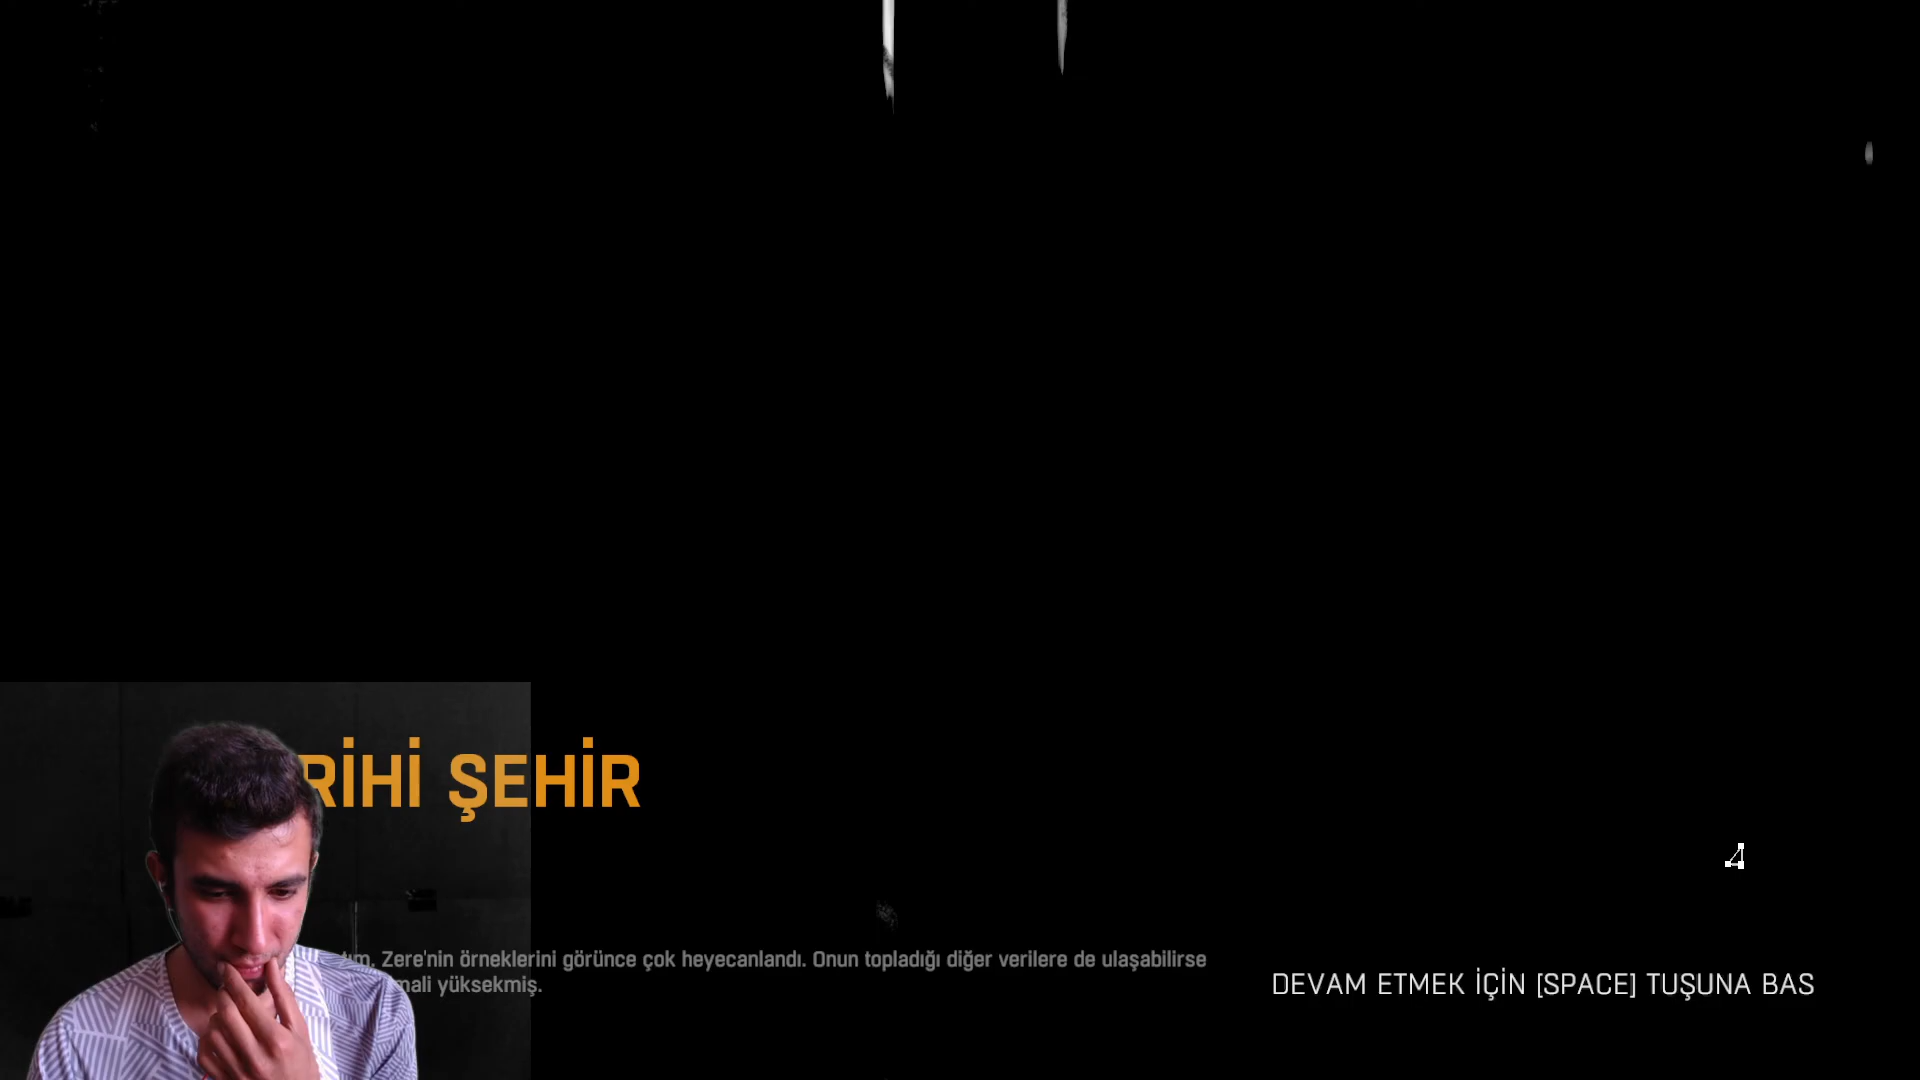 RİHİ ŞEHİR
Zere'nin örneklerini görünce çok heyecanlandı. Onun topladığı diğer verilere de ulaşabilirse
yüksekmiş.
DEVAM ETMEK İÇİN [SPACE] TUŞUNA BAS